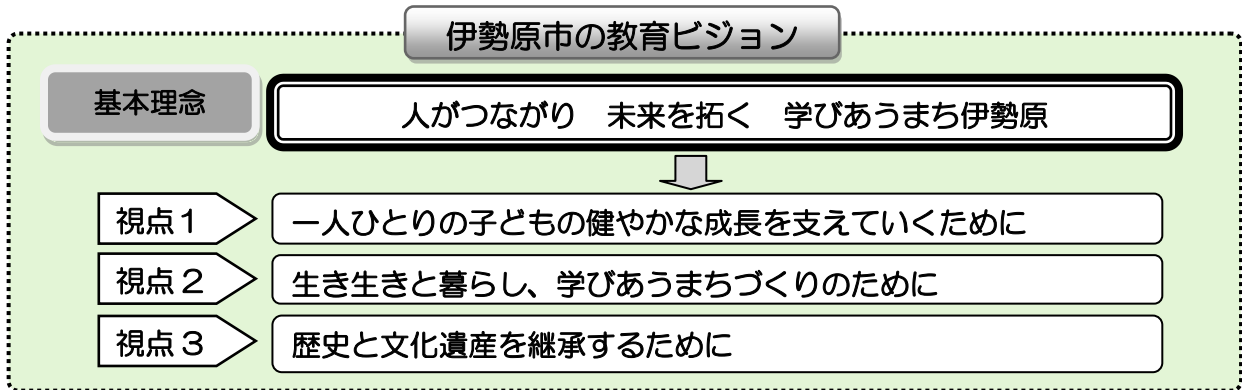 伊勢原市の教育ビジョン
基本理念
人がつながり　未来を拓く　学びあうまち伊勢原
視点１
一人ひとりの子どもの健やかな成長を支えていくために
視点２
生き生きと暮らし、学びあうまちづくりのために
視点３
歴史と文化遺産を継承するために